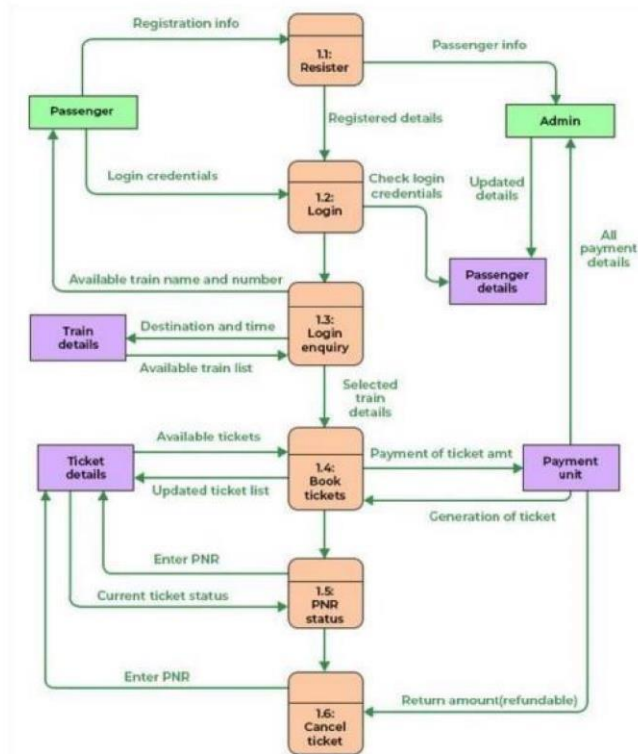 Registration info
1.1:
Resister
Passenger info
Passenger
Admin
Registered details
Login credentials
1.2:
Login
Check login
credentials
Updated
details
All
payment
details
Available train name and number
Passenger
details
1.3:
Login
enquiry
Train
details
Destination and time
Available train list
Selected
train
details
Available tickets
Ticket
details
1.4:
Book
tickets
Payment of ticket amt
Payment
unit
Updated ticket list
Generation of ticket
Enter PNR
1.5:
PNR
status
Current ticket status
Enter PNR
Return amount(refundable)
1.6:
Cancel
ticket